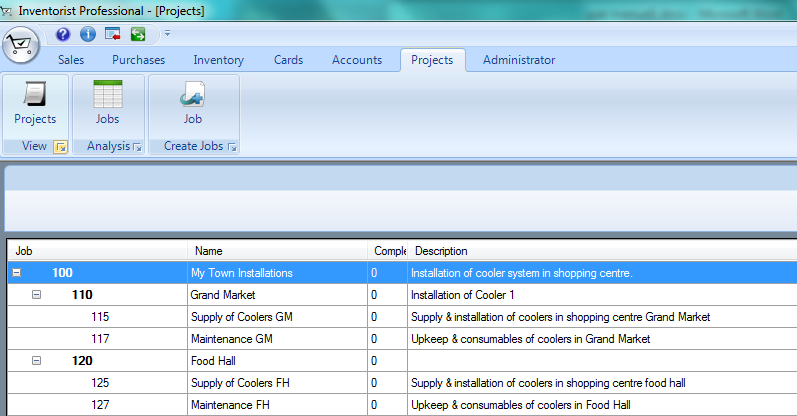 Inventorist Professional - [Projects]
Sales Purchases Inventory Cards Accounts Projects Administrator
Projects Jobs Job
View Analysis Create Jobs
Job Name Comple Description
100 My Town Installations 0 Installation of cooler system in shopping centre.
110 Grand Market 0 Installation of Cooler 1
115 Supply of Coolers GM 0 Supply & installation of coolers in shopping centre Grand Market
117 Maintenance GM 0 Upkeep & consumables of coolers in Grand Market
120 Food Hall 0
125 Supply of Coolers FH 0 Supply & installation of coolers in shopping centre food hall
127 Maintenance FH 0 Upkeep & consumables of coolers in Food Hall